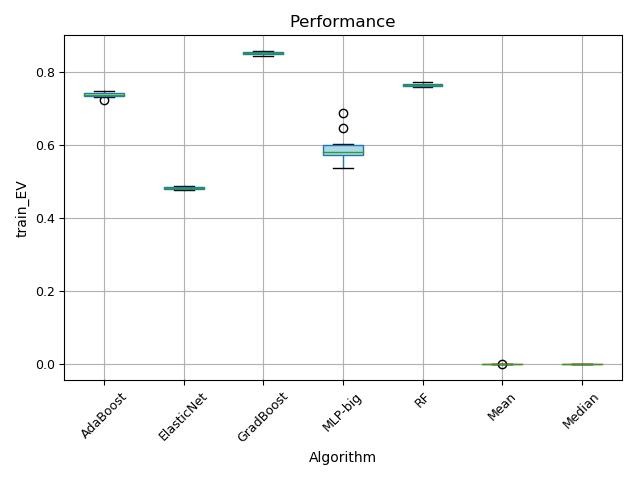 Performance
train_EV
0.8
0.6
0.4
0.2
0.0
AdaBoost
ElasticNet
GradBoost
MLP-big
RF
Mean
Median
Algorithm